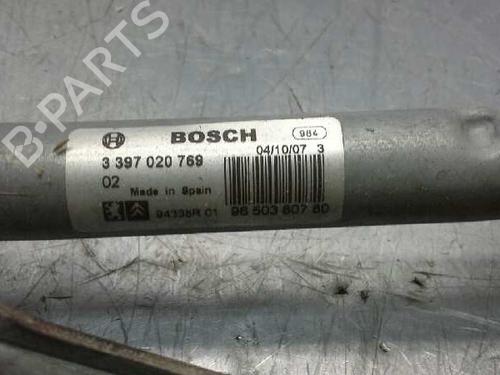 BOSCH
984
3 397 020 769
04/10/07 3
02
Made in Spain
94338R C1
96 503 607 80
B-PARTS